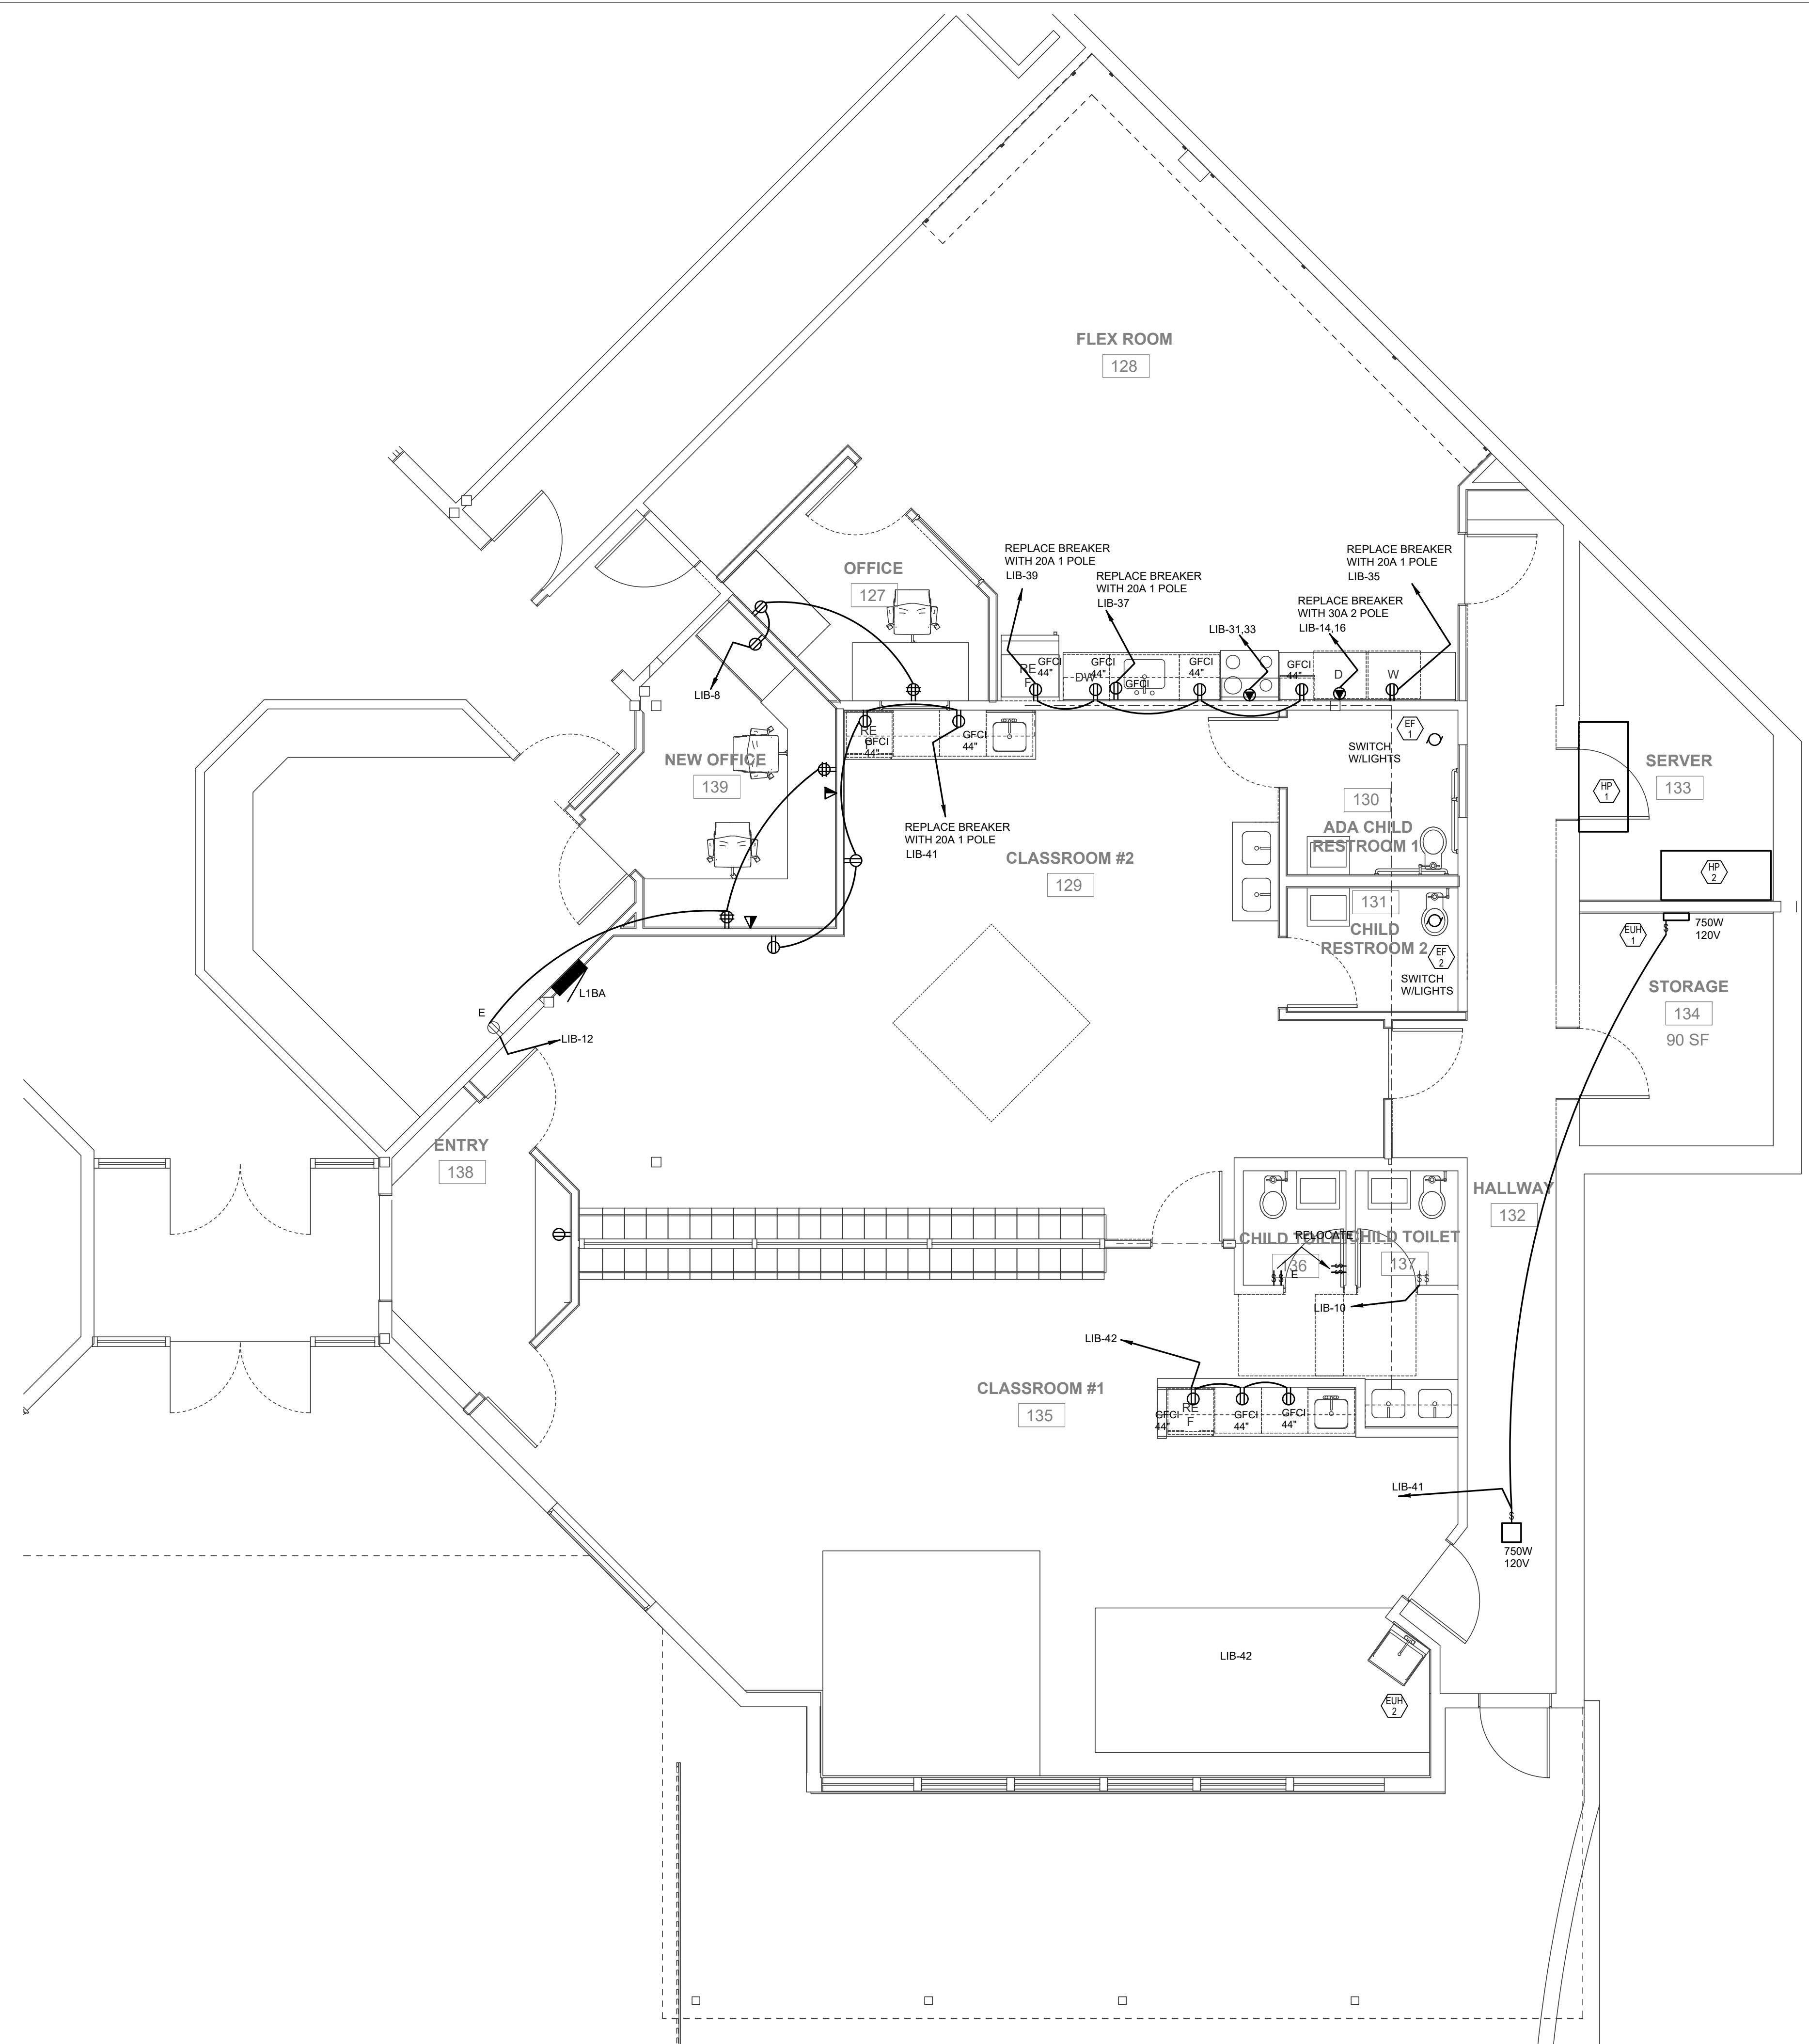 FLEX ROOM
128
OFFICE
127
REPLACE BREAKER
WITH 20A 1 POLE
LIB-39
REPLACE BREAKER
WITH 20A 1 POLE
LIB-37
REPLACE BREAKER
WITH 20A 1 POLE
LIB-35
REPLACE BREAKER
WITH 30A 2 POLE
LIB-14,16
LIB-31,33
LIB-8
RE
F
GFCI
44"
DW
GFCI
44"
GFCI
GFCI
44"
GFCI
44"
D
W
RE
GFCI
44"
GFCI
44"
NEW OFFICE
139
REPLACE BREAKER
WITH 20A 1 POLE
LIB-41
CLASSROOM #2
129
EF
1
SWITCH
W/LIGHTS
130
ADA CHILD
RESTROOM 1
131
CHILD
RESTROOM 2
EF
2
SWITCH
W/LIGHTS
SERVER
133
HP
1
HP
2
EUH
1
$
750W
120V
STORAGE
134
90 SF
L1BA
E
LIB-12
ENTRY
138
HALLWAY
132
CHILD TOILET
136
RELOCATE
CHILD TOILET
137
$$
E
$$
$$
LIB-10
LIB-42
CLASSROOM #1
135
GFCI
44"
RE
F
GFCI
44"
GFCI
44"
LIB-41
$
750W
120V
LIB-42
EUH
2